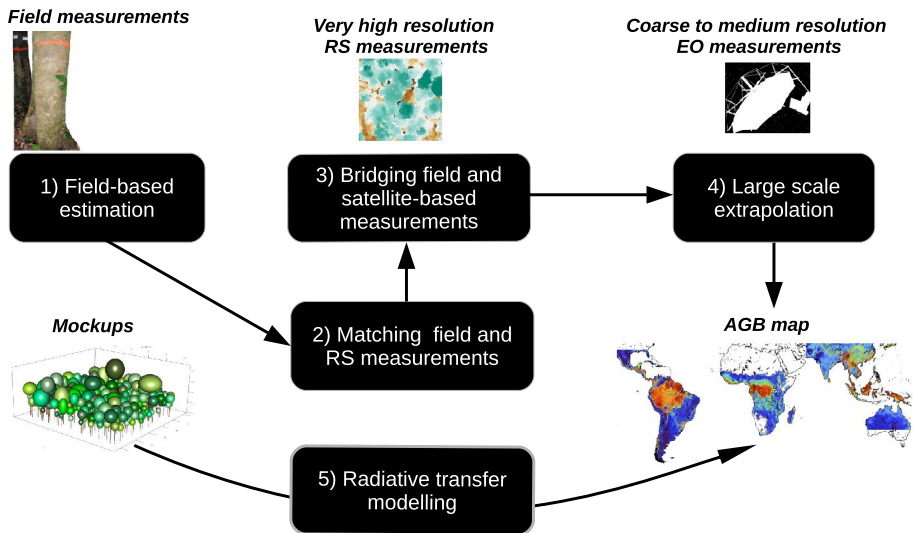 Field measurements
Very high resolution
RS measurements
Coarse to medium resolution
EO measurements
1) Field-based
estimation
3) Bridging field and
satellite-based
measurements
4) Large scale
extrapolation
2) Matching field and
RS measurements
Mockups
AGB map
5) Radiative transfer
modelling